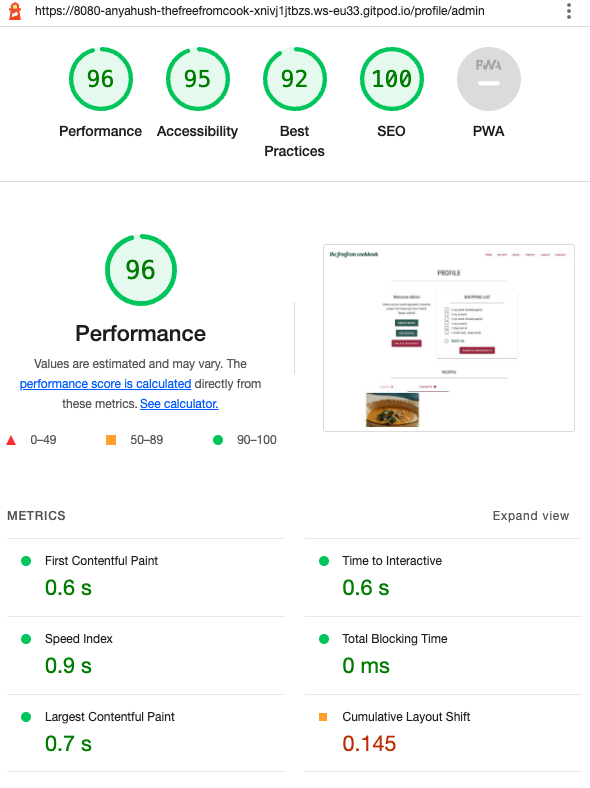 https://8080-anyahush-thefreefromcook-xnivj1jtbzs.ws-eu33.gitpod.io/profile/admin
96
95
92
100
PWA
Performance
Accessibility
Best
Practices
SEO
PWA
96
Performance
Values are estimated and may vary. The
performance score is calculated directly from
these metrics. See calculator.
0–49
50–89
90–100
the freefrom cookbook
PROFILE
SHOPPING LIST
METRICS
Expand view
First Contentful Paint
0.6 s
Time to Interactive
0.6 s
Speed Index
0.9 s
Total Blocking Time
0 ms
Largest Contentful Paint
0.7 s
Cumulative Layout Shift
0.145